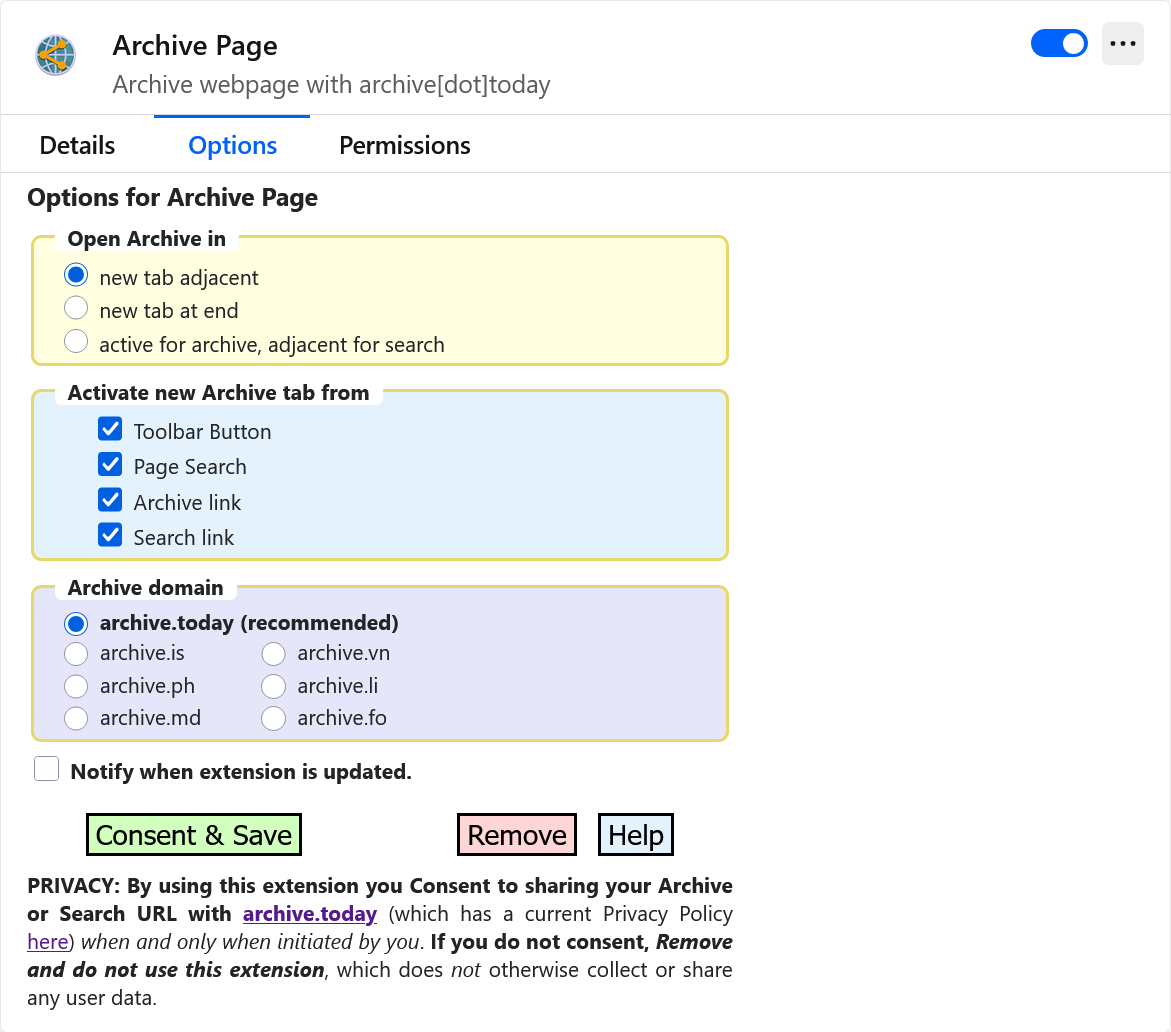 Archive Page
Archive webpage with archive[dot]today
Details Options Permissions
Options for Archive Page
Open Archive in
new tab adjacent
new tab at end
active for archive, adjacent for search
Activate new Archive tab from
Toolbar Button
Page Search
Archive link
Search link
Archive domain
archive.today (recommended)
archive.is archive.vn
archive.ph archive.li
archive.md archive.fo
Notify when extension is updated.
Consent & Save Remove Help
PRIVACY: By using this extension you Consent to sharing your Archive
or Search URL with archive.today (which has a current Privacy Policy
here) when and only when initiated by you. If you do not consent, Remove
and do not use this extension, which does not otherwise collect or share
any user data.